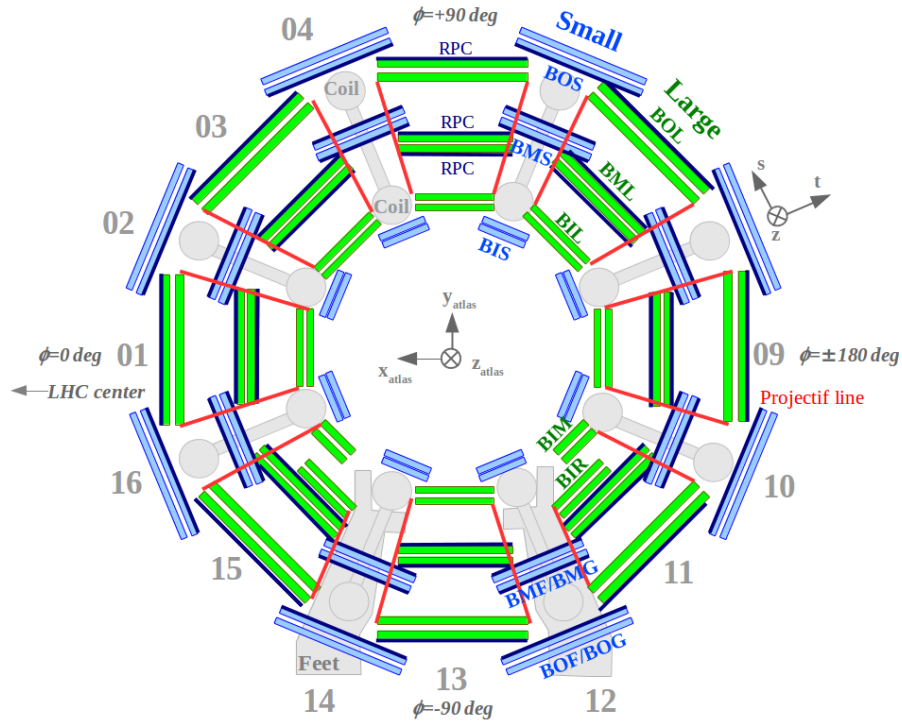 ϕ=+90 deg
Small
04
RPC
Coil
BOS
Large
BOL
03
RPC
BMS
RPC
BML
s
t
z
Coil
BIL
02
BIS
y atlas
ϕ=0 deg
01
x atlas
z atlas
09
ϕ=±180 deg
LHC center
Projectif line
16
BIM
BIR
10
15
11
BMF/BMG
Feet
13
BOF/BOG
14
ϕ=-90 deg
12